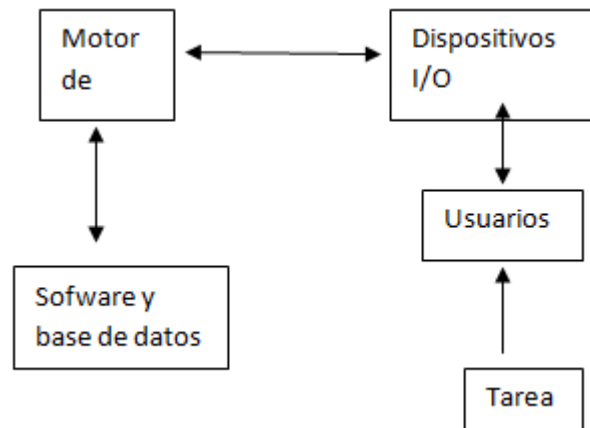 Motor
de
Dispositivos
I/O
Usuarios
Sofware y
base de datos
Tarea